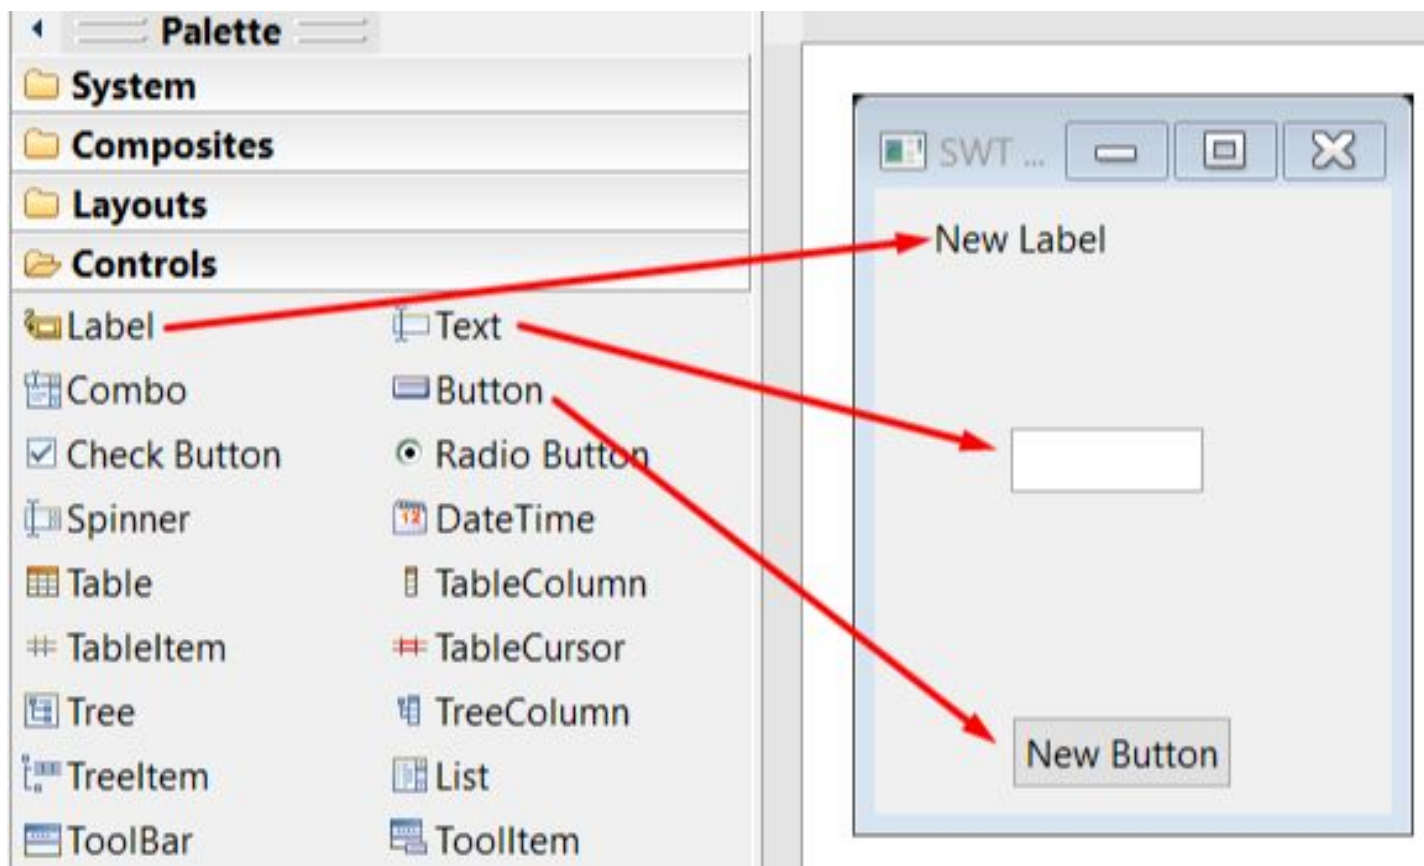 Palette
System
Composites
Layouts
Controls
Label Text
Combo Button
Check Button Radio Button
Spinner DateTime
Table TableColumn
TableItem TableCursor
Tree TreeColumn
TreeItem List
ToolBar ToolItem
SWT ...
New Label
New Button